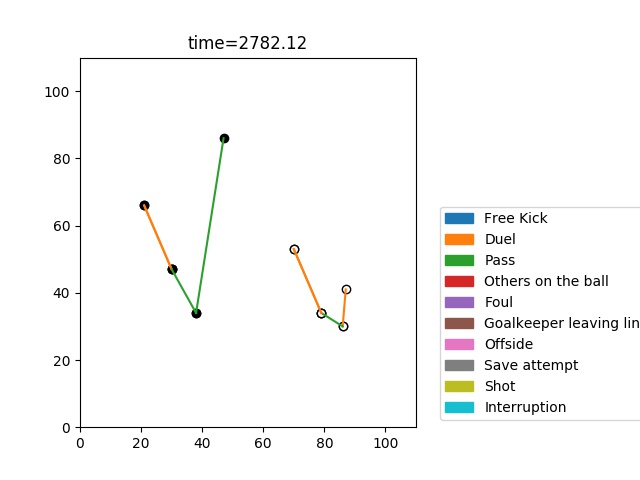 time=2782.12
100
80
60
40
20
0
0 20 40 60 80 100
Free Kick
Duel
Pass
Others on the ball
Foul
Goalkeeper leaving lin
Offside
Save attempt
Shot
Interruption